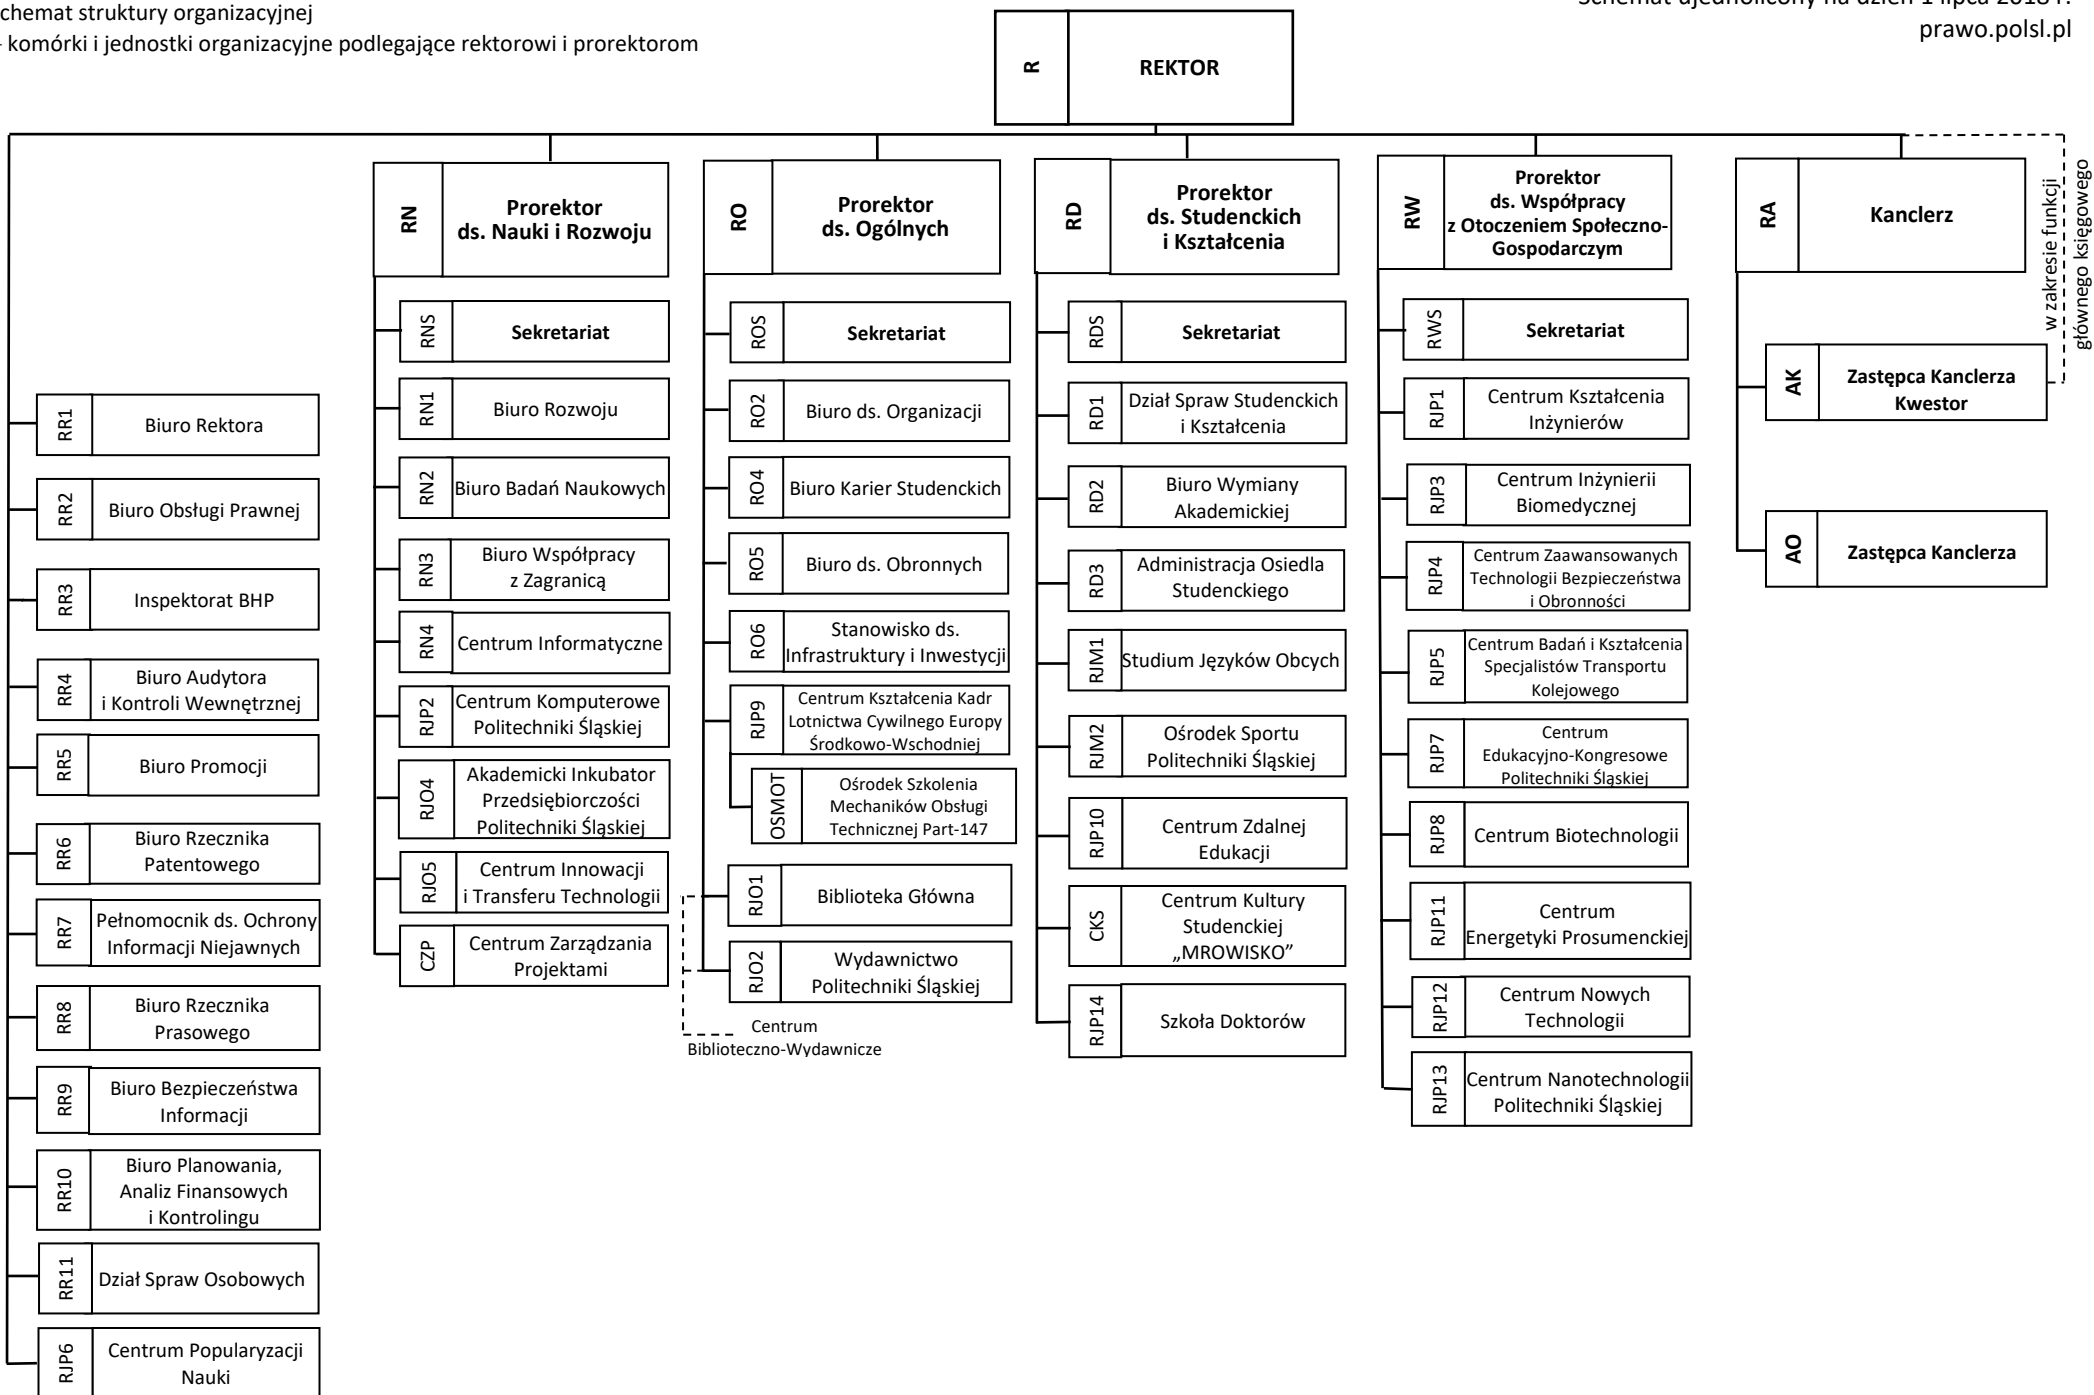 chemat struktury organizacyjnej
- komórki i jednostki organizacyjne podlegające rektorowi i prorektorom
Schemat ujednolicony na dzień 1 lipca 2018 r.
prawo.polsl.pl
R
REKTOR
RR1
Biuro Rektora
RR2
Biuro Obsługi Prawnej
RR3
Inspektorat BHP
RR4
Biuro Audytora
i Kontroli Wewnętrznej
RR5
Biuro Promocji
RR6
Biuro Rzecznika
Patentowego
RR7
Pełnomocnik ds. Ochrony
Informacji Niejawnych
RR8
Biuro Rzecznika
Prasowego
RR9
Biuro Bezpieczeństwa
Informacji
RR10
Biuro Planowania,
Analiz Finansowych
i Kontrolingu
RR11
Dział Spraw Osobowych
RJP6
Centrum Popularyzacji
Nauki
RN
Prorektor
ds. Nauki i Rozwoju
RNS
Sekretariat
RN1
Biuro Rozwoju
RN2
Biuro Badań Naukowych
RN3
Biuro Współpracy
z Zagranicą
RN4
Centrum Informatyczne
RJP2
Centrum Komputerowe
Politechniki Śląskiej
RJO4
Akademicki Inkubator
Przedsiębiorczości
Politechniki Śląskiej
RJO5
Centrum Innowacji
i Transferu Technologii
CZP
Centrum Zarządzania
Projektami
RO
Prorektor
ds. Ogólnych
ROS
Sekretariat
RO2
Biuro ds. Organizacji
RO4
Biuro Karier Studenckich
RO5
Biuro ds. Obronnych
RO6
Stanowisko ds.
Infrastruktury i Inwestycji
RJP9
Centrum Kształcenia Kadr
Lotnictwa Cywilnego Europy
Środkowo-Wschodniej
OSMOT
Ośrodek Szkolenia
Mechaników Obsługi
Technicznej Part-147
RJO1
Biblioteka Główna
RJO2
Wydawnictwo
Politechniki Śląskiej
Centrum
Biblioteczno-Wydawnicze
RD
Prorektor
ds. Studenckich
i Kształcenia
RDS
Sekretariat
RD1
Dział Spraw Studenckich
i Kształcenia
RD2
Biuro Wymiany
Akademickiej
RD3
Administracja Osiedla
Studenckiego
RJM1
Studium Języków Obcych
RJM2
Ośrodek Sportu
Politechniki Śląskiej
RJP10
Centrum Zdalnej
Edukacji
CKS
Centrum Kultury
Studenckiej
„MROWISKO”
RJP14
Szkoła Doktorów
RW
Prorektor
ds. Współpracy
z Otoczeniem Społeczno-
Gospodarczym
RWS
Sekretariat
RJP1
Centrum Kształcenia
Inżynierów
RJP3
Centrum Inżynierii
Biomedycznej
RJP4
Centrum Zaawansowanych
Technologii Bezpieczeństwa
i Obronności
RJP5
Centrum Badań i Kształcenia
Specjalistów Transportu
Kolejowego
RJP7
Centrum
Edukacyjno-Kongresowe
Politechniki Śląskiej
RJP8
Centrum Biotechnologii
RJP11
Centrum
Energetyki Prosumenckiej
RJP12
Centrum Nowych
Technologii
RJP13
Centrum Nanotechnologii
Politechniki Śląskiej
RA
Kanclerz
AK
Zastępca Kanclerza
Kwestor
AO
Zastępca Kanclerza
w zakresie funkcji
głównego księgowego